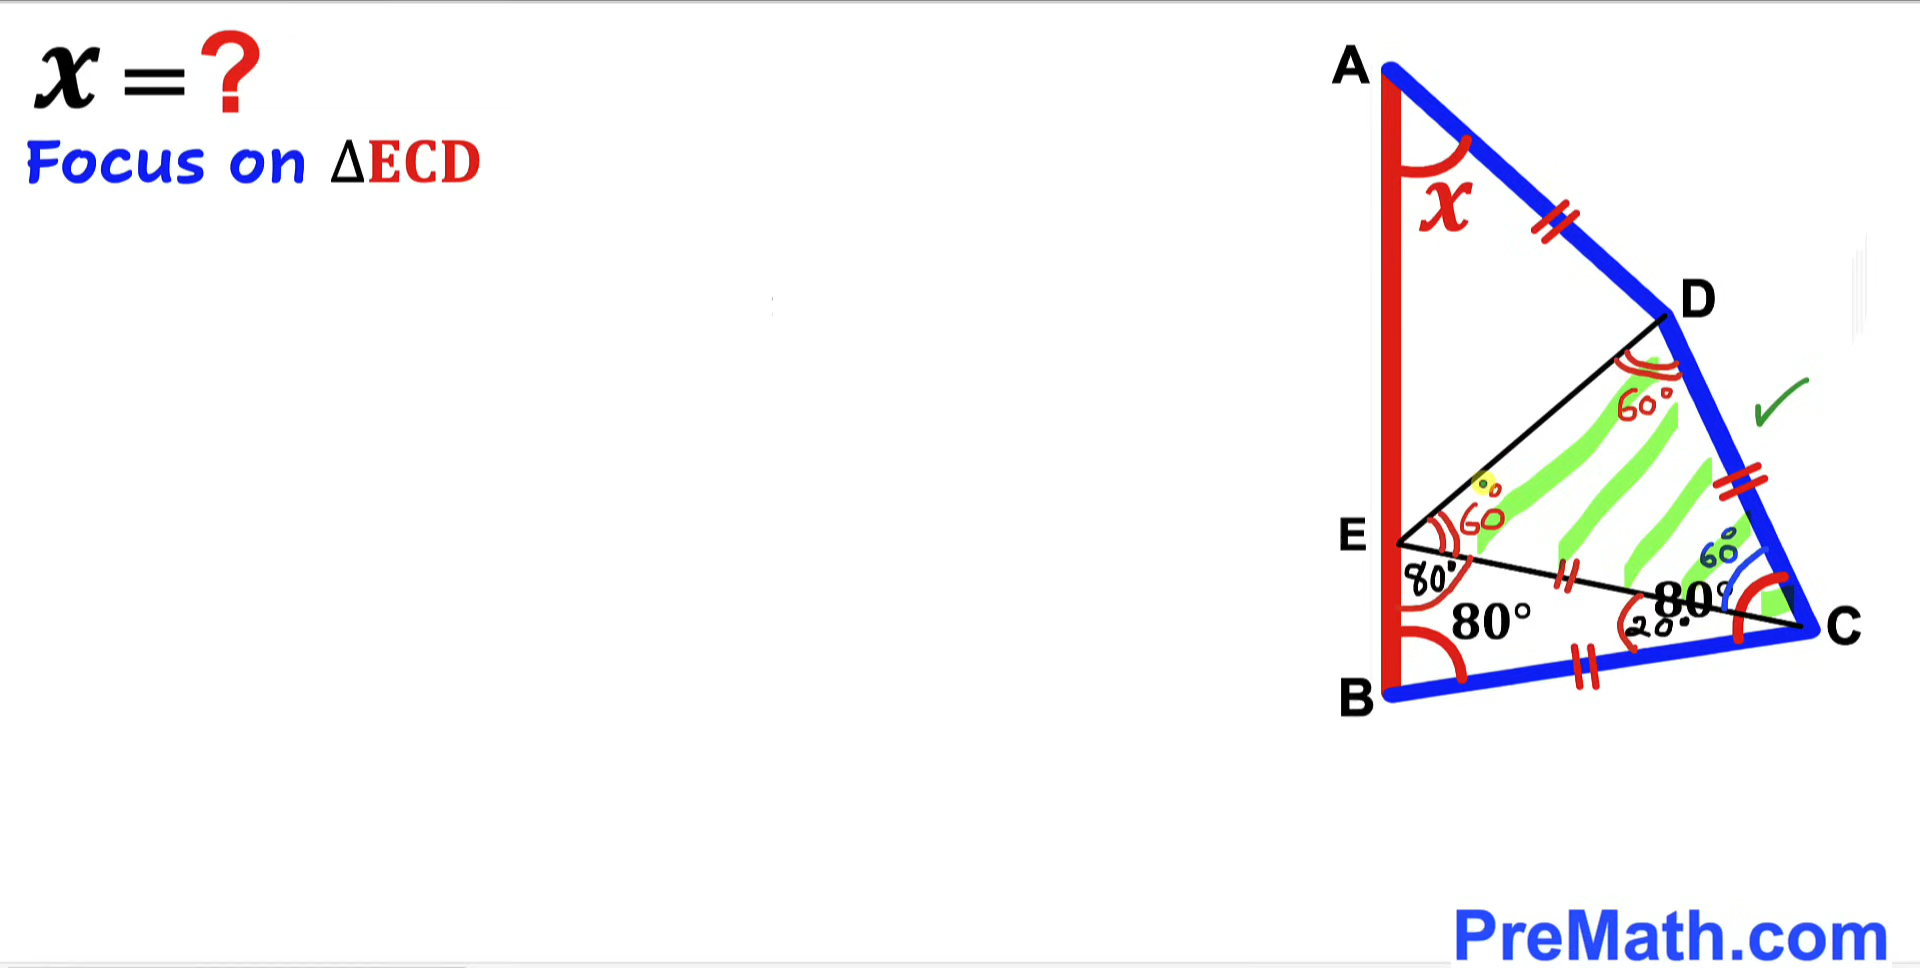 x = ?
Focus on ΔECD
A
x
D
60°
60°
E
60°
80°
80°
80°
20°
C
B
PreMath.com